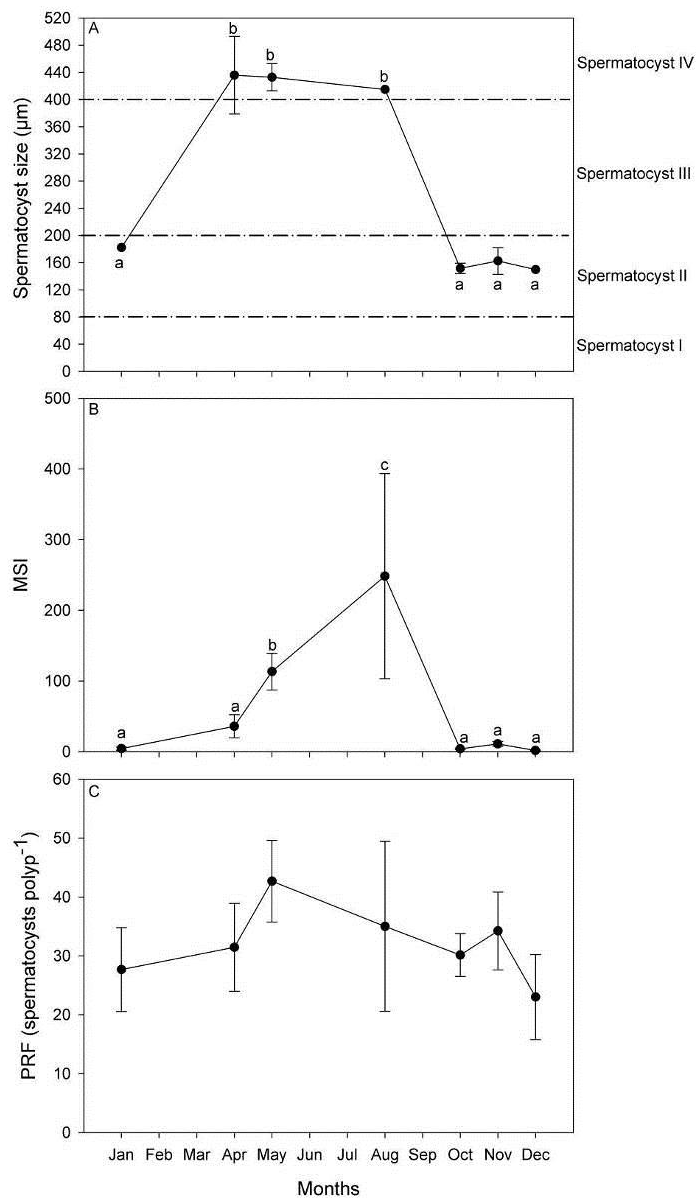 A
520
480
440
400
360
320
280
240
200
160
120
80
40
0
Spermatocyst size (µm)
a
b
b
b
a
a
a
Spermatocyst IV
Spermatocyst III
Spermatocyst II
Spermatocyst I
B
500
400
300
200
100
0
MSI
a
a
b
c
a
a
a
C
60
50
40
30
20
10
0
PRF (spermatocysts polyp⁻¹)
Jan Feb Mar Apr May Jun Jul Aug Sep Oct Nov Dec
Months